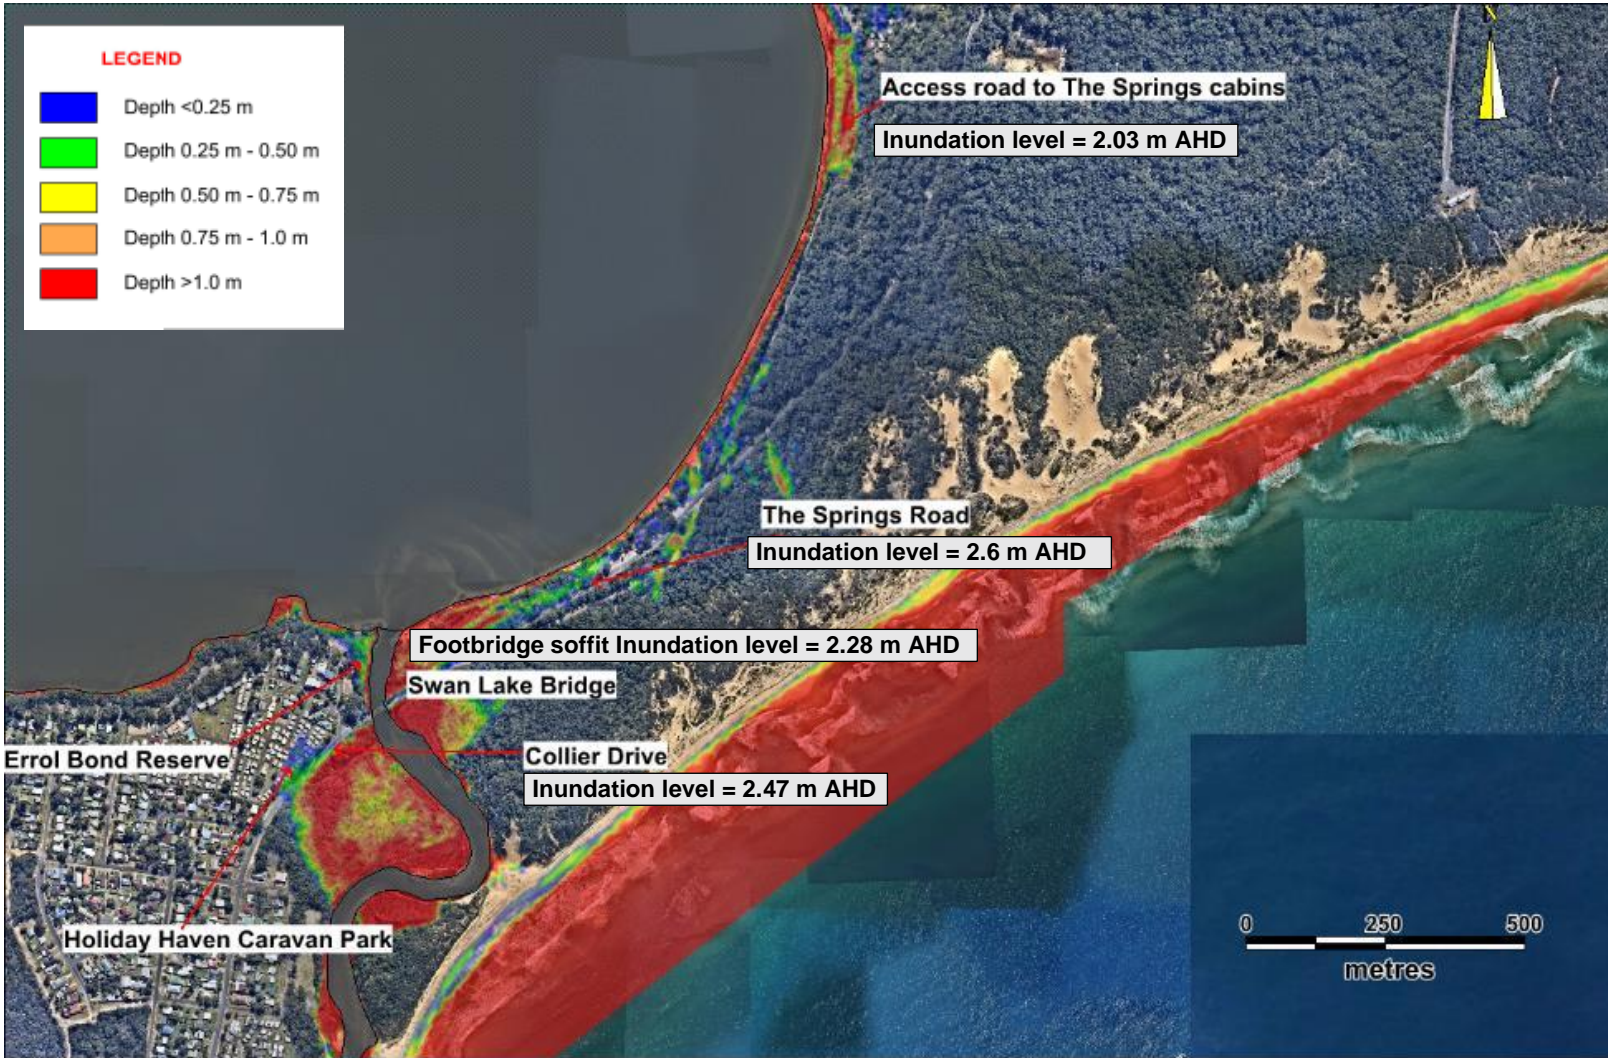 LEGEND
Depth <0.25 m
Depth 0.25 m - 0.50 m
Depth 0.50 m - 0.75 m
Depth 0.75 m - 1.0 m
Depth >1.0 m
Access road to The Springs cabins
Inundation level = 2.03 m AHD
The Springs Road
Inundation level = 2.6 m AHD
Footbridge soffit Inundation level = 2.28 m AHD
Swan Lake Bridge
Errol Bond Reserve
Collier Drive
Inundation level = 2.47 m AHD
Holiday Haven Caravan Park
0 250 500
metres